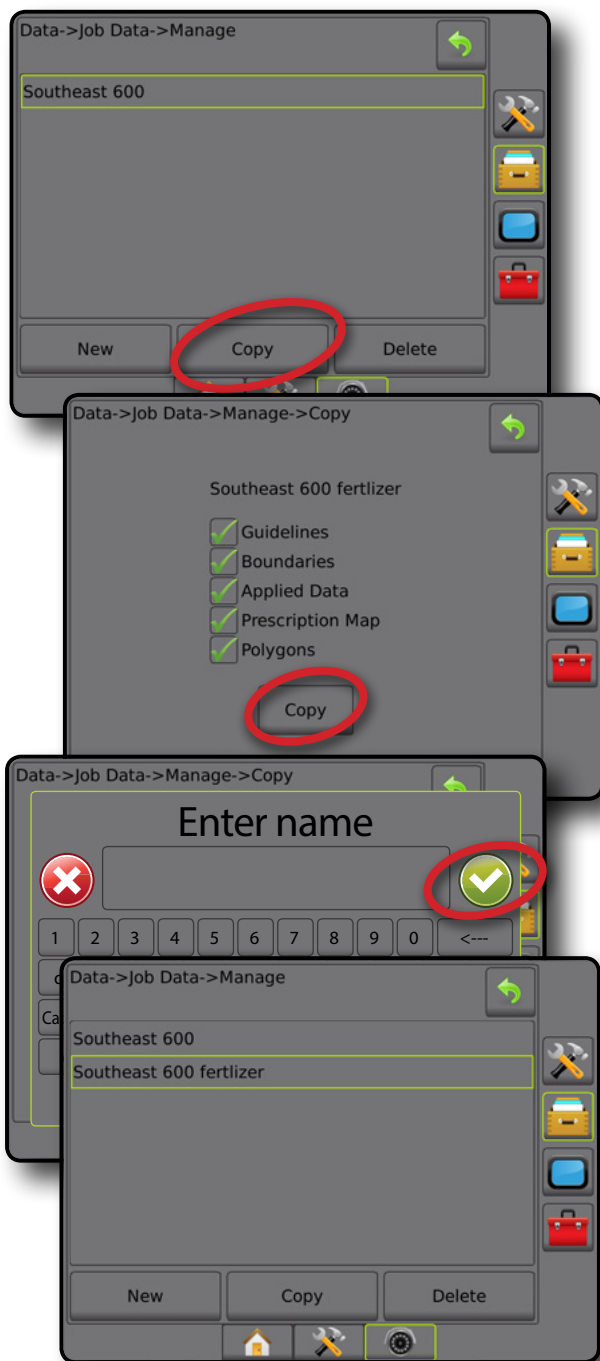 Data->Job Data->Manage
Southeast 600
New Copy Delete
Data->Job Data->Manage->Copy
Southeast 600 fertlizer
Guidelines
Boundaries
Applied Data
Prescription Map
Polygons
Copy
Data->Job Data->Manage->Copy
Enter name
1 2 3 4 5 6 7 8 9 0 <---
Ca
Data->Job Data->Manage
Southeast 600
Southeast 600 fertlizer
New Copy Delete